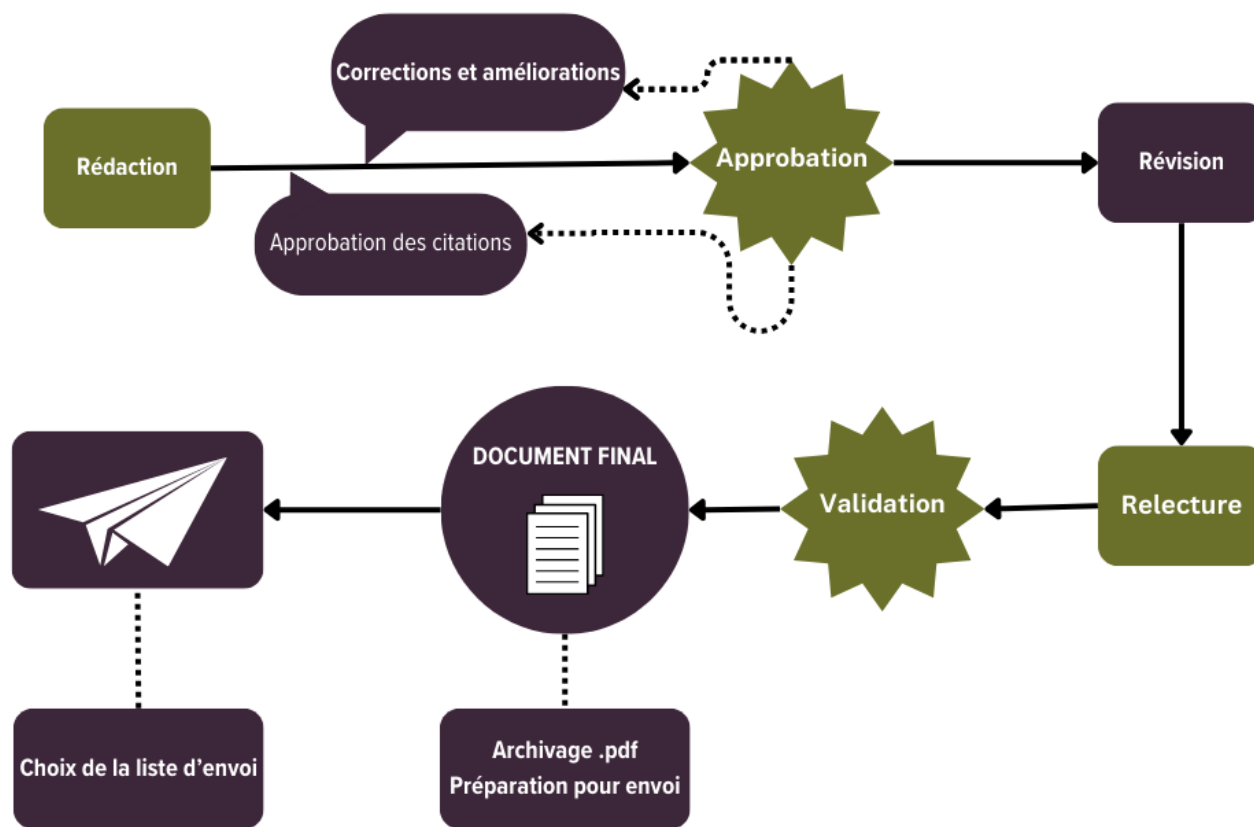 Corrections et améliorations
Rédaction
Approbation
Révision
Approbation des citations
DOCUMENT FINAL
Validation
Relecture
Choix de la liste d'envoi
Archivage .pdf
Préparation pour envoi